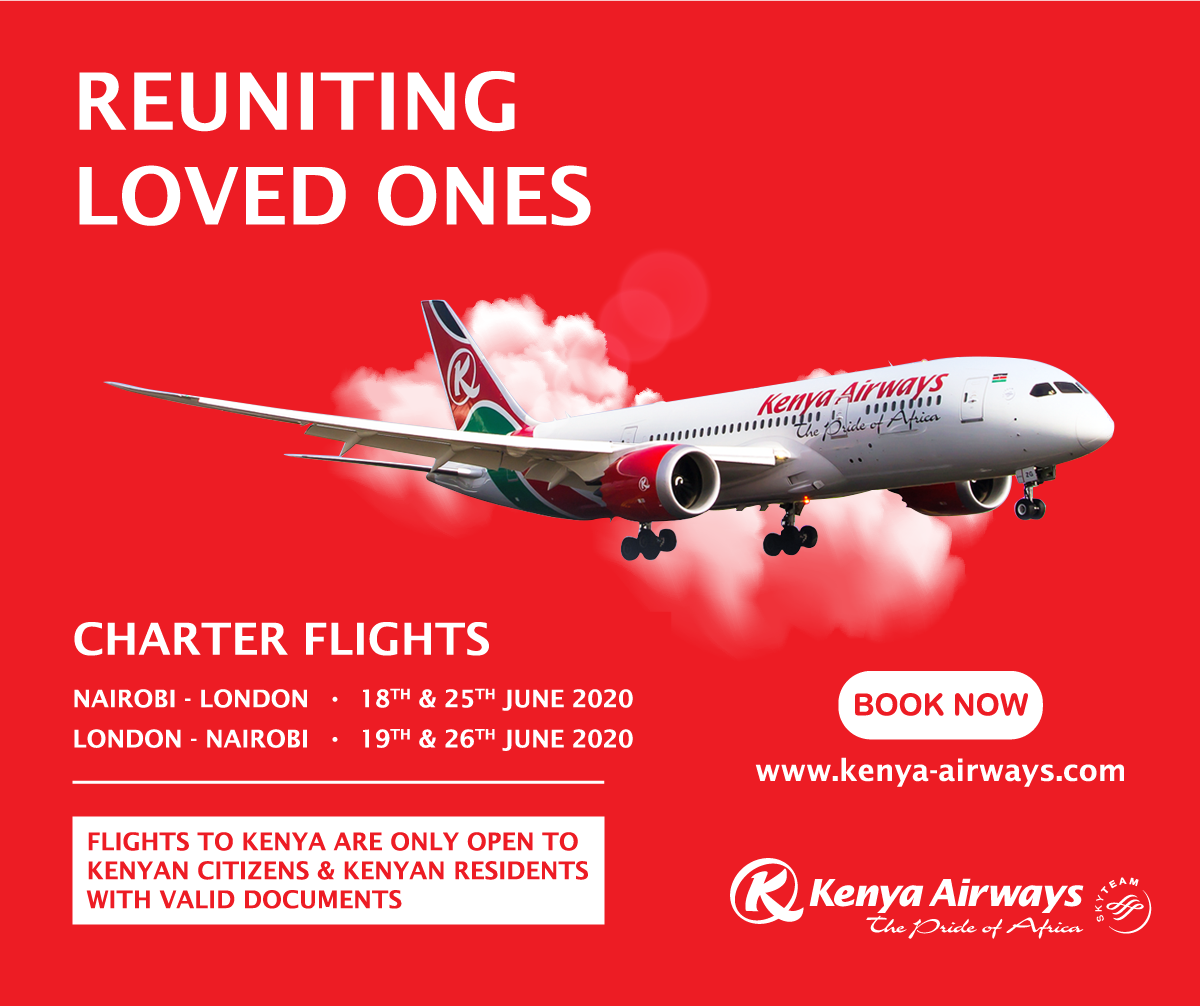 REUNITING
LOVED ONES
Kenya Airways
The Pride of Africa
CHARTER FLIGHTS
NAIROBI - LONDON • 18TH & 25TH JUNE 2020
LONDON - NAIROBI • 19TH & 26TH JUNE 2020
FLIGHTS TO KENYA ARE ONLY OPEN TO
KENYAN CITIZENS & KENYAN RESIDENTS
WITH VALID DOCUMENTS
BOOK NOW
www.kenya-airways.com
Kenya Airways
The Pride of Africa
SKYTEAM